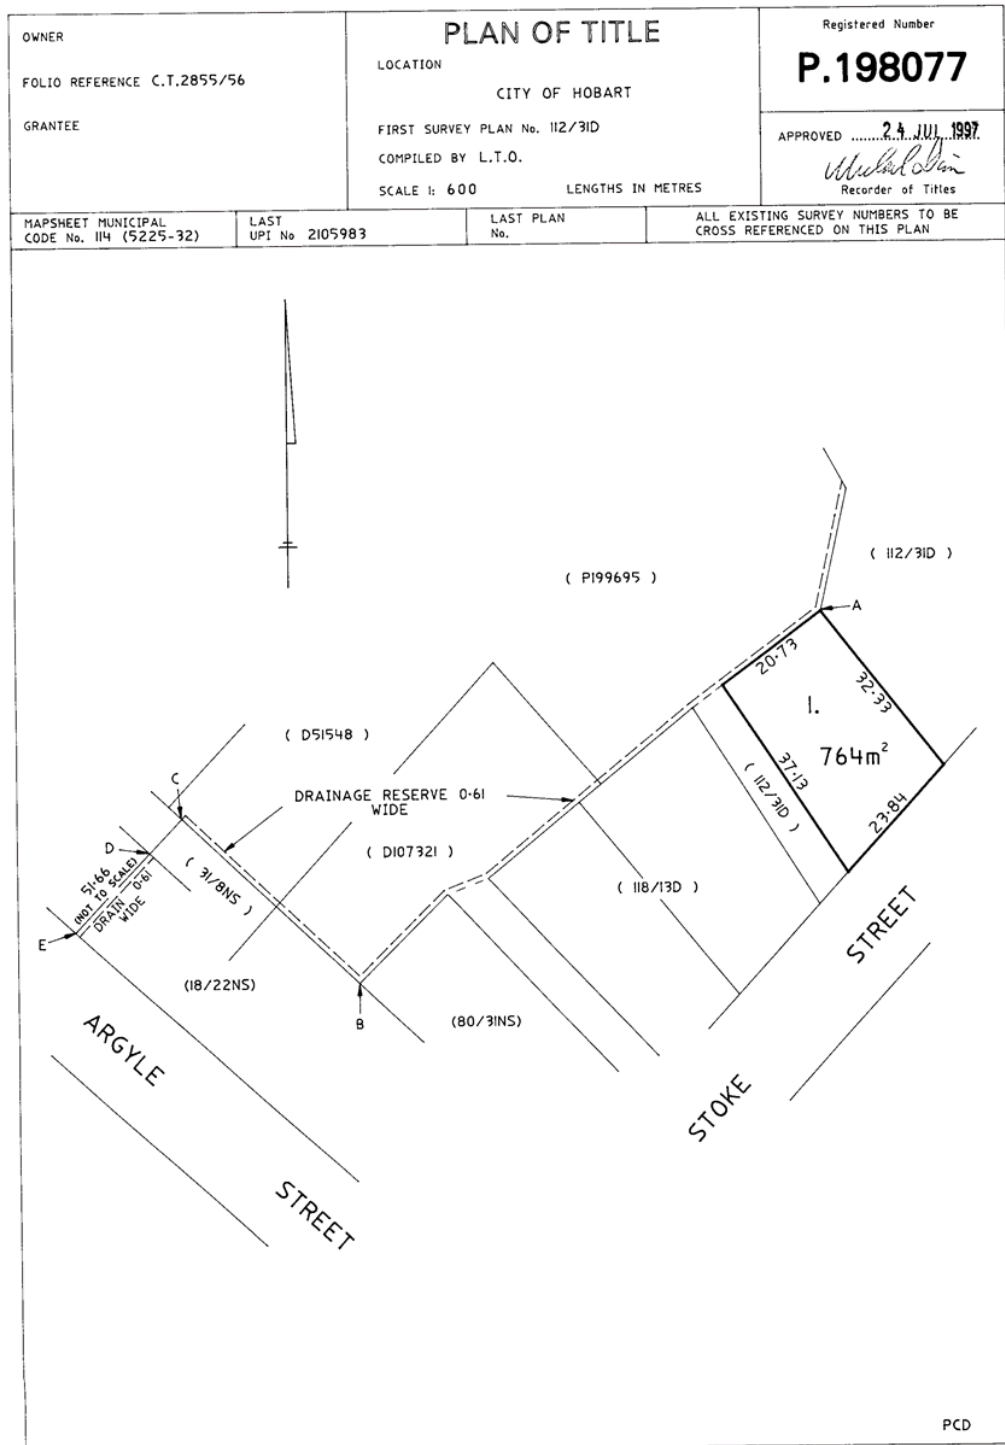 OWNER
FOLIO REFERENCE C.T.2855/56
GRANTEE
PLAN OF TITLE
LOCATION
CITY OF HOBART
FIRST SURVEY PLAN No. 112/31D
COMPILED BY L.T.O.
SCALE 1: 600 LENGTHS IN METRES
Registered Number
P.198077
APPROVED ...... 24 JUL 1997
Recorder of Titles
MAPSHEET MUNICIPAL
CODE No. 114 (5225-32)
LAST
UPI No 2105983
LAST PLAN
No.
ALL EXISTING SURVEY NUMBERS TO BE
CROSS REFERENCED ON THIS PLAN
( 112/31D )
( P199695 )
A
20·73
32·33
1.
764m²
37·13
23·84
( 112/31D )
( D51548 )
C
DRAINAGE RESERVE 0·61
WIDE
D
( D107321 )
( 31/8NS )
( 118/13D )
51·66
(NOT TO SCALE)
DRAIN 0·61
WIDE
E
(18/22NS)
B
(80/31NS)
STOKE STREET
ARGYLE STREET
PCD